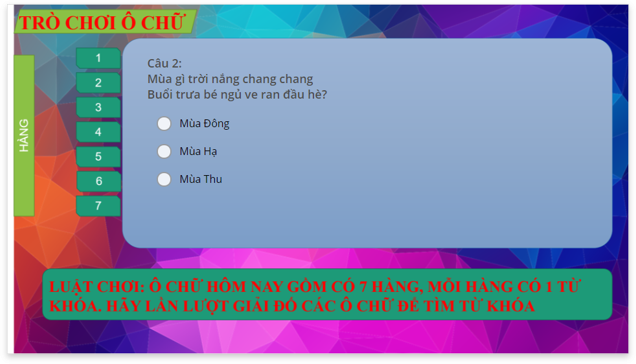 TRÒ CHƠI Ô CHỮ
HÀNG
1
2
3
4
5
6
7
Câu 2:
Mùa gì trời nắng chang chang
Buổi trưa bé ngủ ve ran đầu hè?
Mùa Đông
Mùa Hạ
Mùa Thu
LUẬT CHƠI: Ô CHỮ HÔM NAY GỒM CÓ 7 HÀNG, MỖI HÀNG CÓ 1 TỪ
KHÓA. HÃY LẦN LƯỢT GIẢI ĐỐ CÁC Ô CHỮ ĐỂ TÌM TỪ KHÓA